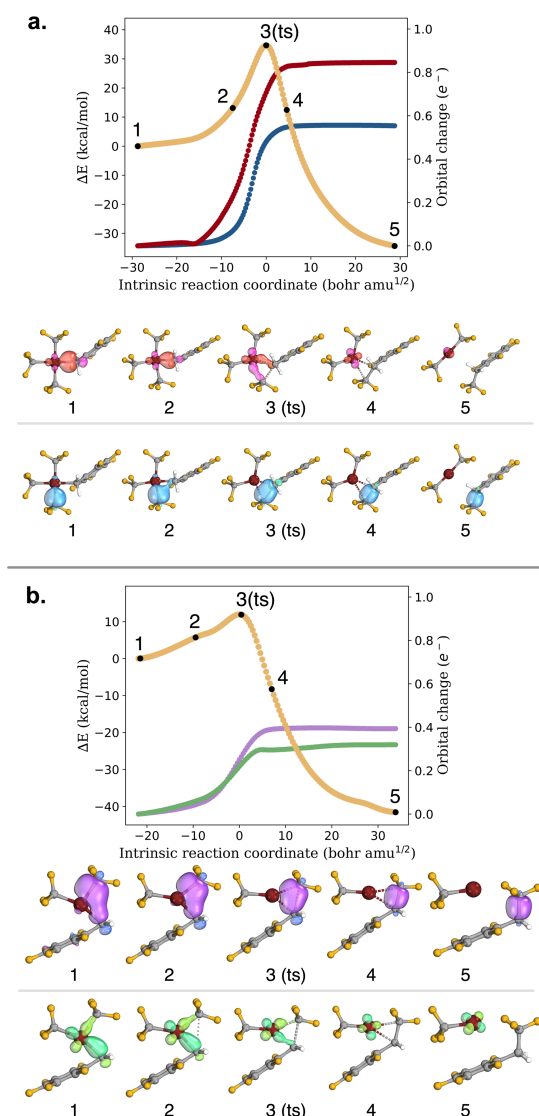 a.
3(ts)
40
30
20
10
0
−10
−20
−30
1.0
0.8
0.6
0.4
0.2
0.0
1
2
4
5
ΔE (kcal/mol)
Orbital change (e⁻)
−30 −20 −10 0 10 20 30
Intrinsic reaction coordinate (bohr amu¹/²)
1 2 3 (ts) 4 5
1 2 3 (ts) 4 5
b.
3(ts)
10
0
−10
−20
−30
−40
1.0
0.8
0.6
0.4
0.2
0.0
1
2
4
5
ΔE (kcal/mol)
Orbital change (e⁻)
−20 −10 0 10 20 30
Intrinsic reaction coordinate (bohr amu¹/²)
1 2 3 (ts) 4 5
1 2 3 (ts) 4 5